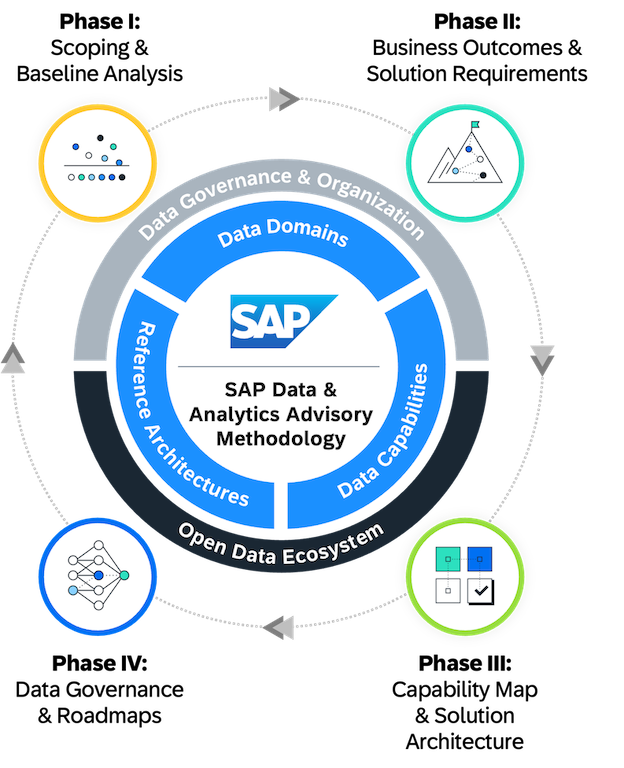 Phase I:
Scoping &
Baseline Analysis
Phase II:
Business Outcomes &
Solution Requirements
Data Governance & Organization
Data Domains
Reference Architectures
Data Capabilities
SAP
SAP Data &
Analytics Advisory
Methodology
Open Data Ecosystem
Phase IV:
Data Governance
& Roadmaps
Phase III:
Capability Map
& Solution
Architecture